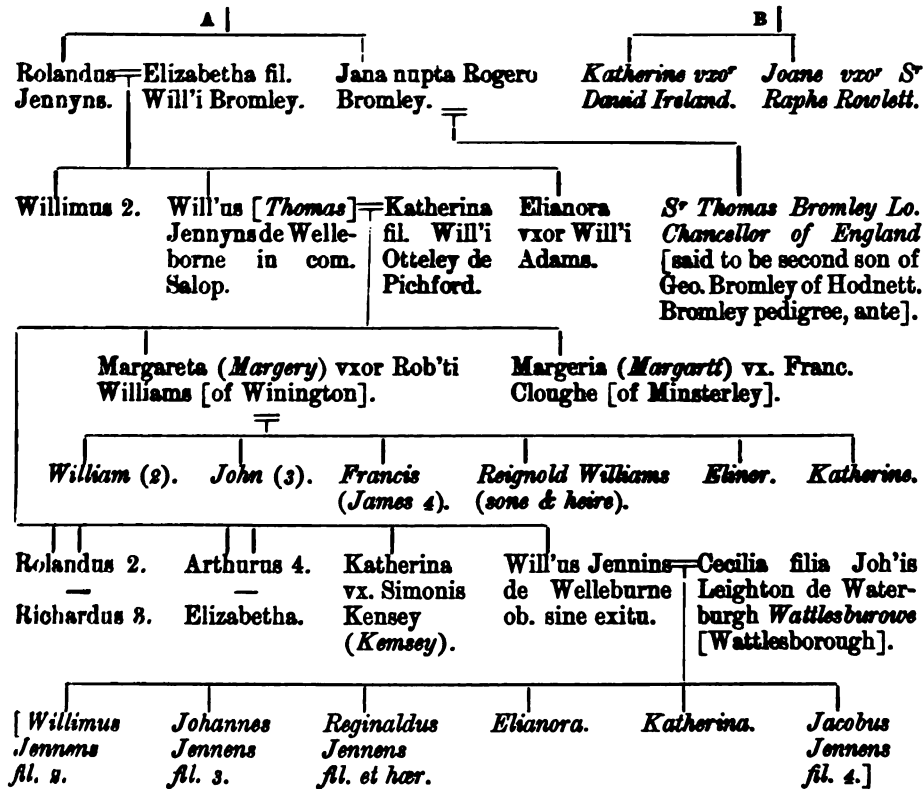 A B
Rolandus Elizabetha fil. Jana nupta Rogero Katherine vxoʳ Joane vxoʳ Sʳ
Jennyns. Will'i Bromley. Bromley. Dauid Ireland. Raphe Rowlett.
Willimus 2. Will'us [Thomas] Katherina Elianora Sʳ Thomas Bromley Lo.
Jennyns de Welle- fil. Will'i vxor Will'i Chancellor of England
borne in com. Otteley de Adams. [said to be second son of
Salop. Pichford. Geo. Bromley of Hodnett.
Bromley pedigree, ante].
Margareta (Margery) vxor Rob'ti Margeria (Margartt) vx. Franc.
Williams [of Winington]. Cloughe [of Minsterley].
William (2). John (3). Francis Reignold Williams Elinor. Katherine.
(James 4). (sone & heire).
Rolandus 2. Arthurus 4. Katherina Will'us Jennins Cecilia filia Joh'is
— — vx. Simonis de Welleburne Leighton de Water-
Richardus 3. Elizabetha. Kensey ob. sine exitu. burgh Wattlesburowe
(Kemsey). [Wattlesborough].
[Willimus Johannes Reginaldus Elianora. Katherina. Jacobus
Jennens Jennens Jennens Jennens
fil. 2. fil. 3. fil. et hær. fil. 4.]